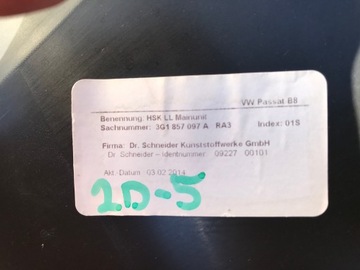 VW Passat B8
Benennung: HSK LL Mainunit
Sachnummer: 3G1 857 097 A RA3 Index: 01S
Firma: Dr. Schneider Kunststoffwerke GmbH
Dr. Schneider - Identnummer: 09227 00101
Akt.-Datum: 03.02.2014
2D-5